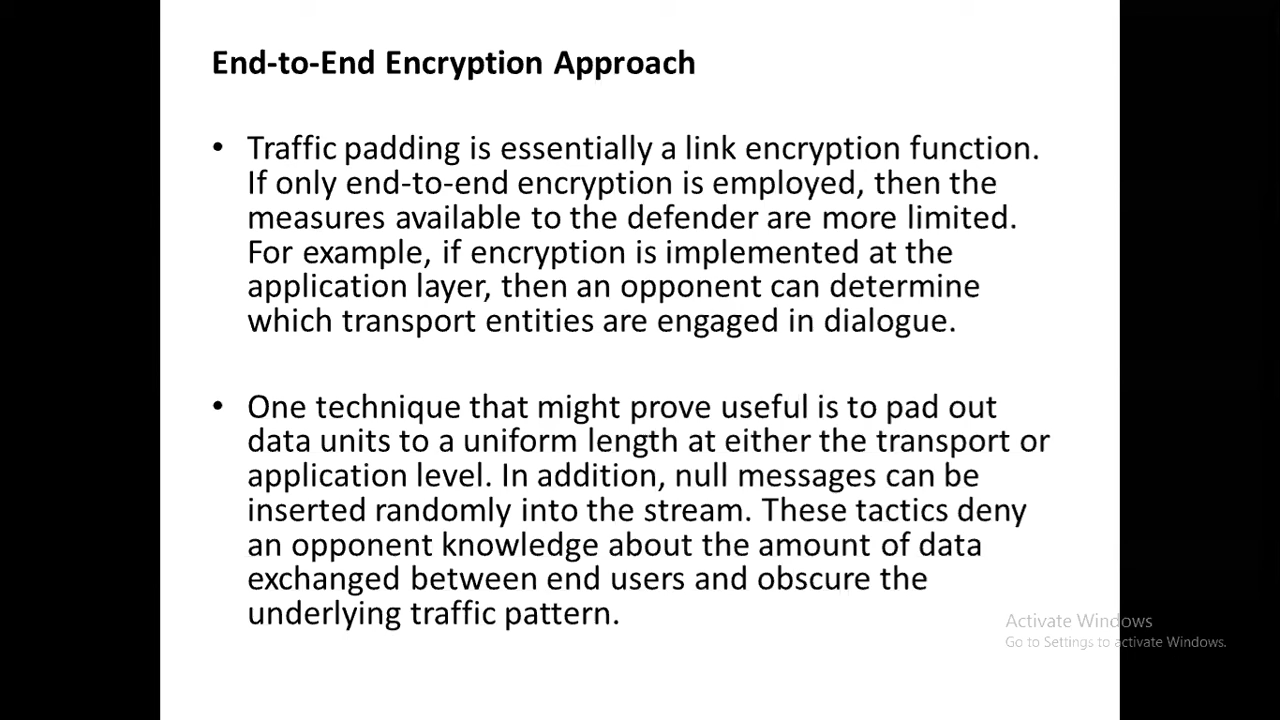 End-to-End Encryption Approach
• Traffic padding is essentially a link encryption function.
If only end-to-end encryption is employed, then the
measures available to the defender are more limited.
For example, if encryption is implemented at the
application layer, then an opponent can determine
which transport entities are engaged in dialogue.
• One technique that might prove useful is to pad out
data units to a uniform length at either the transport or
application level. In addition, null messages can be
inserted randomly into the stream. These tactics deny
an opponent knowledge about the amount of data
exchanged between end users and obscure the
underlying traffic pattern.
Activate Windows
Go to Settings to activate Windows.